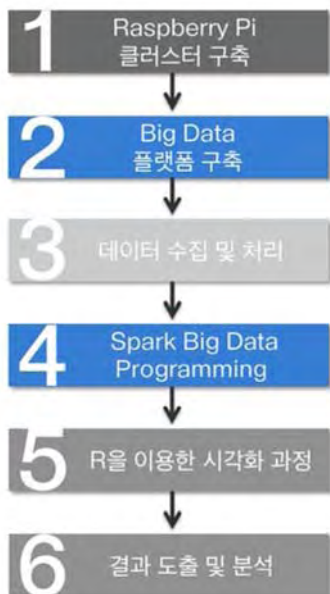 1
Raspberry Pi
클러스터 구축
2
Big Data
플랫폼 구축
3
데이터 수집 및 처리
4
Spark Big Data
Programming
5
R을 이용한 시각화 과정
6
결과 도출 및 분석